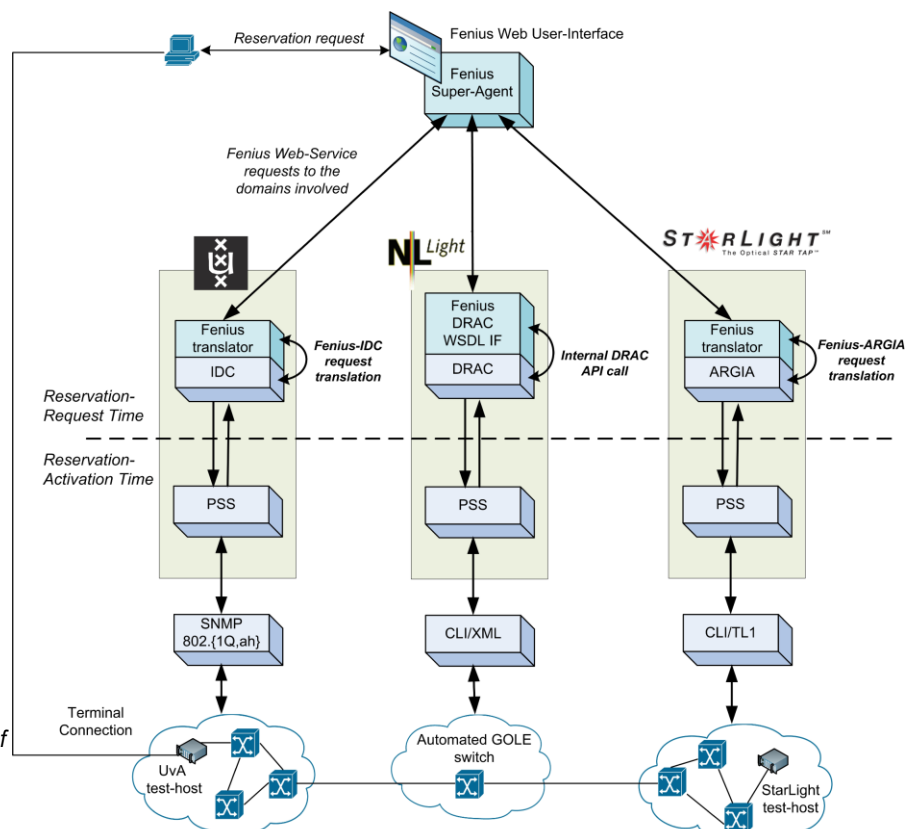 Reservation request
Fenius Web User-Interface
Fenius
Super-Agent
Fenius Web-Service
requests to the
domains involved
U
NL Light
STARLIGHT SM
The Optical STAR TAP™
Fenius
translator
IDC
Fenius-IDC
request
translation
Fenius
DRAC
WSDL IF
DRAC
Internal DRAC
API call
Fenius
translator
ARGIA
Fenius-ARGIA
request
translation
Reservation-
Request Time
Reservation-
Activation Time
PSS
PSS
PSS
SNMP
802.{1Q,ah}
CLI/XML
CLI/TL1
Terminal
Connection
f
UvA
test-host
Automated GOLE
switch
StarLight
test-host